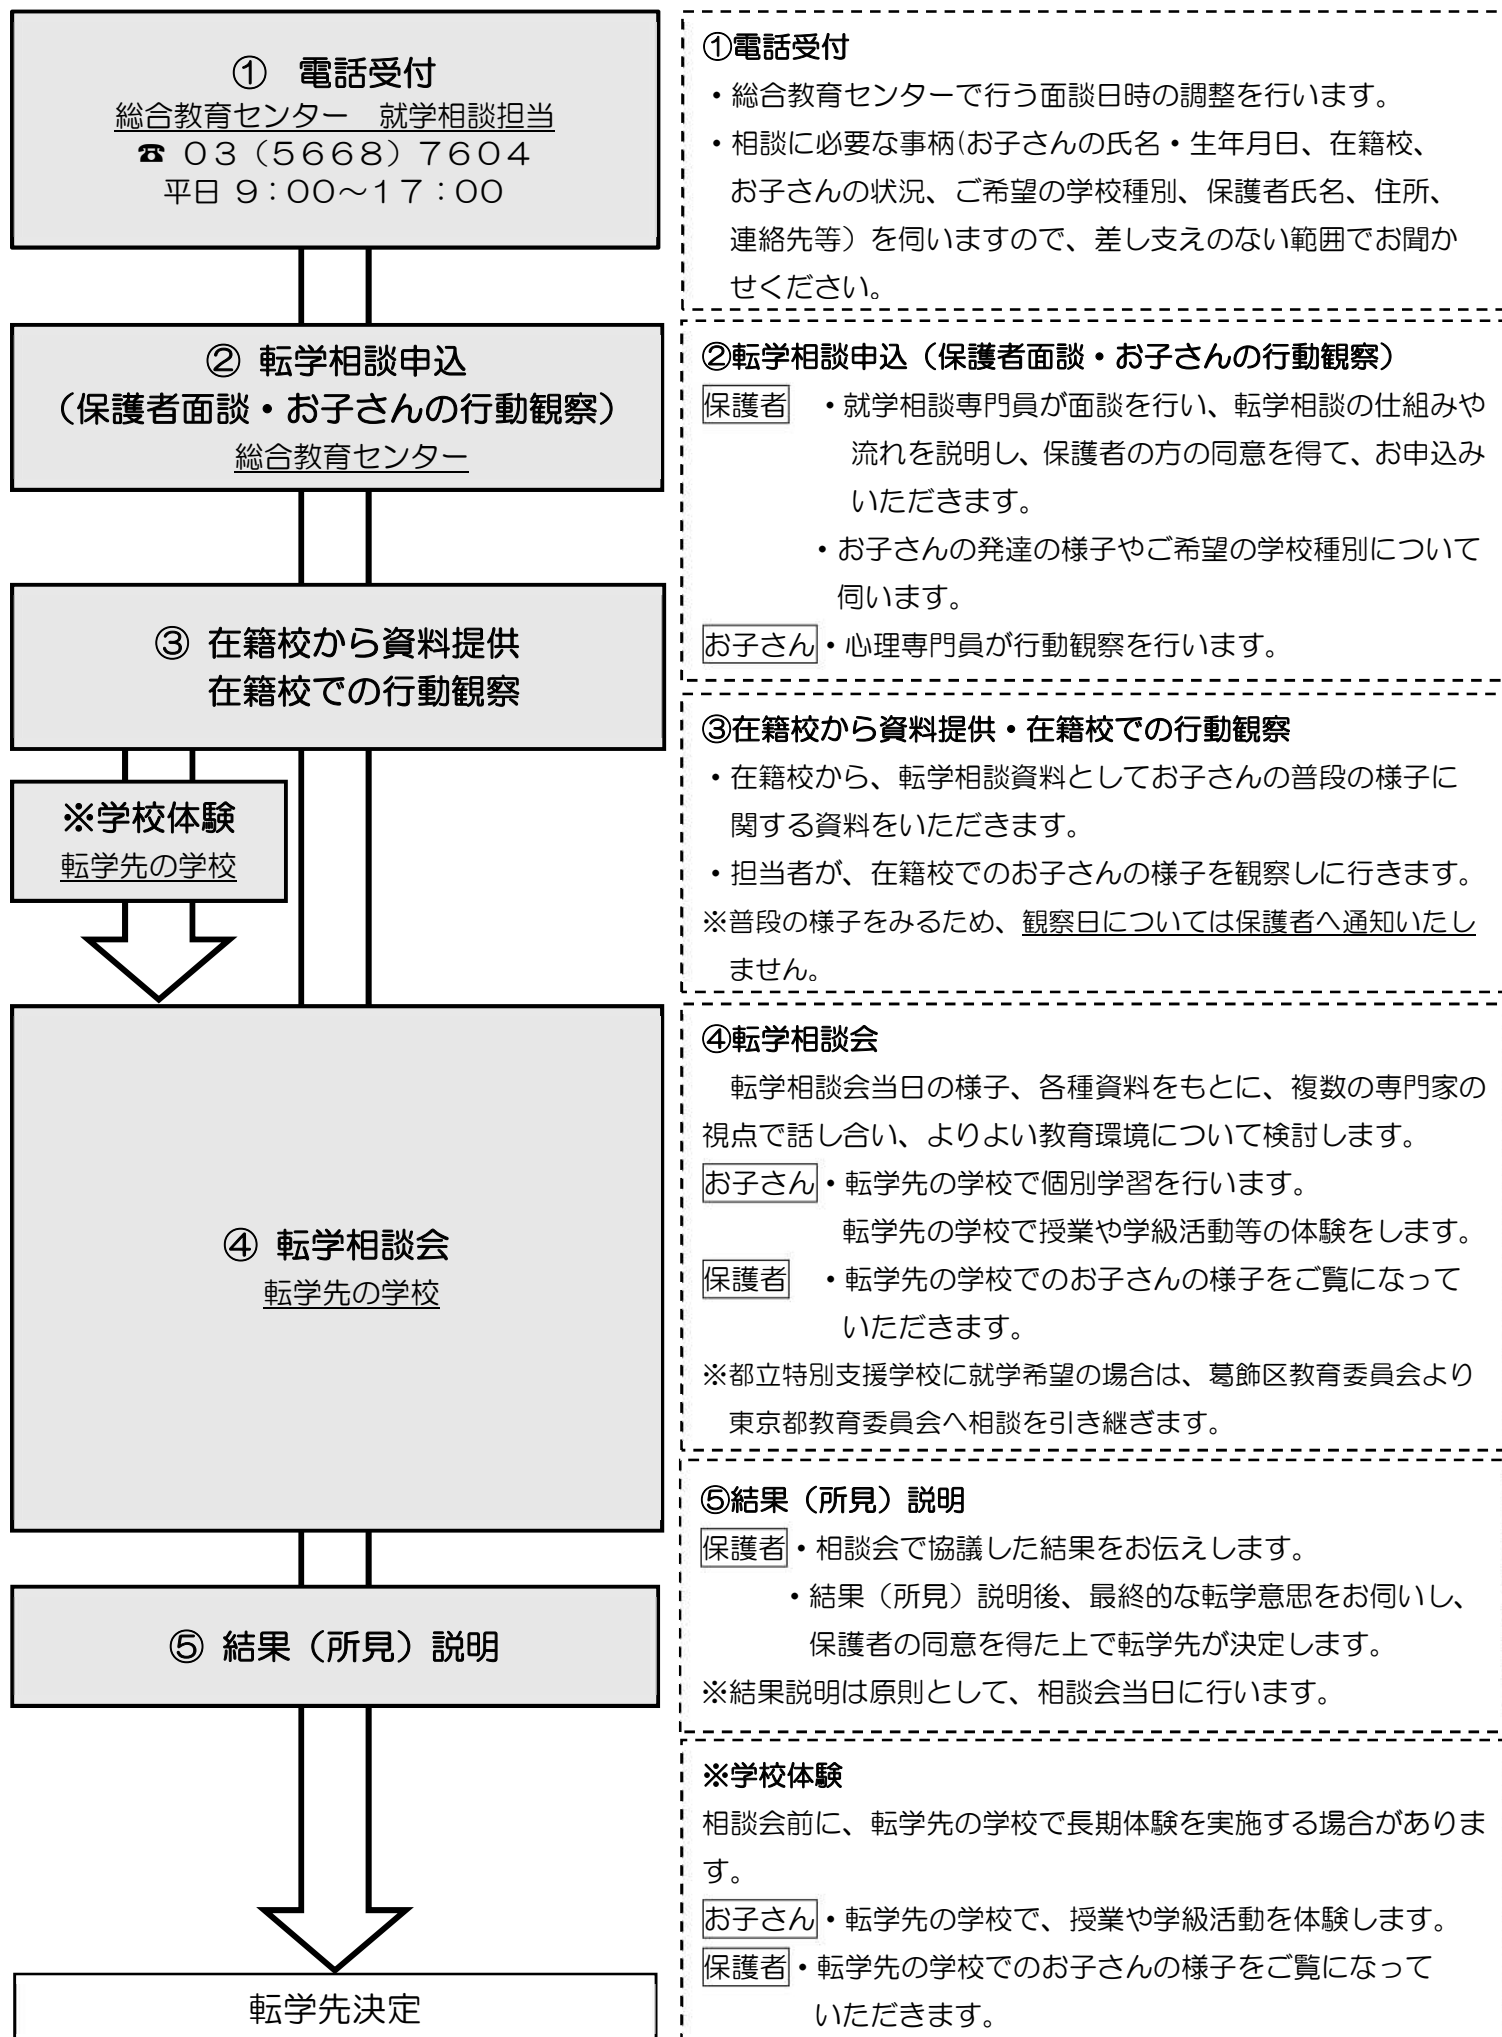 ① 電話受付
総合教育センター 就学相談担当
☎ ０３（５６６８）７６０４
平日 ９：００～１７：００
② 転学相談申込
（保護者面談・お子さんの行動観察）
総合教育センター
③ 在籍校から資料提供
在籍校での行動観察
※学校体験
転学先の学校
④ 転学相談会
転学先の学校
⑤ 結果（所見）説明
転学先決定
①電話受付
・総合教育センターで行う面談日時の調整を行います。
・相談に必要な事柄(お子さんの氏名・生年月日、在籍校、
お子さんの状況、ご希望の学校種別、保護者氏名、住所、
連絡先等）を伺いますので、差し支えのない範囲でお聞か
せください。
②転学相談申込（保護者面談・お子さんの行動観察）
保護者 ・就学相談専門員が面談を行い、転学相談の仕組みや
流れを説明し、保護者の方の同意を得て、お申込み
いただきます。
・お子さんの発達の様子やご希望の学校種別について
伺います。
お子さん・心理専門員が行動観察を行います。
③在籍校から資料提供・在籍校での行動観察
・在籍校から、転学相談資料としてお子さんの普段の様子に
関する資料をいただきます。
・担当者が、在籍校でのお子さんの様子を観察しに行きます。
※普段の様子をみるため、観察日については保護者へ通知いたし
ません。
④転学相談会
転学相談会当日の様子、各種資料をもとに、複数の専門家の
視点で話し合い、よりよい教育環境について検討します。
お子さん・転学先の学校で個別学習を行います。
転学先の学校で授業や学級活動等の体験をします。
保護者 ・転学先の学校でのお子さんの様子をご覧になって
いただきます。
※都立特別支援学校に就学希望の場合は、葛飾区教育委員会より
東京都教育委員会へ相談を引き継ぎます。
⑤結果（所見）説明
保護者・相談会で協議した結果をお伝えします。
・結果（所見）説明後、最終的な転学意思をお伺いし、
保護者の同意を得た上で転学先が決定します。
※結果説明は原則として、相談会当日に行います。
※学校体験
相談会前に、転学先の学校で長期体験を実施する場合がありま
す。
お子さん・転学先の学校で、授業や学級活動を体験します。
保護者・転学先の学校でのお子さんの様子をご覧になって
いただきます。